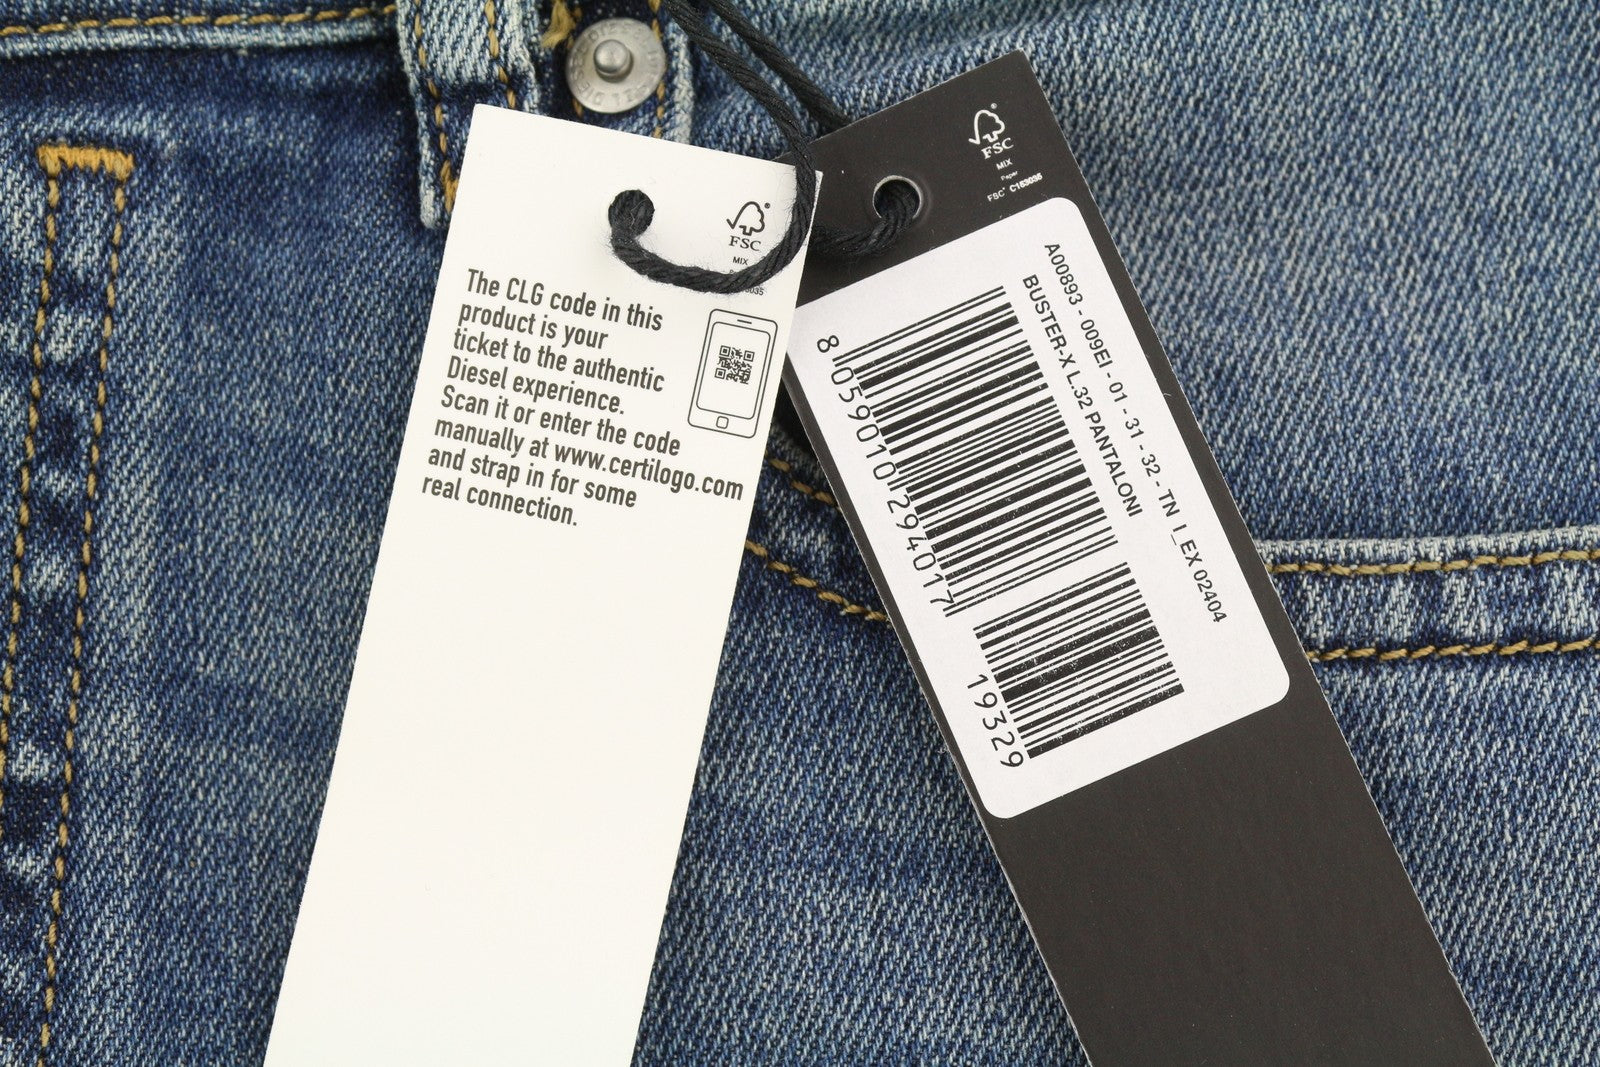 FSC
MIX
The CLG code in this
product is your
ticket to the authentic
Diesel experience.
Scan it or enter the code
manually at www.certilogo.com
and strap in for some
real connection.
FSC
MIX
Paper
FSC® C153035
A00893 - 009EI - 01 - 31 - 32 - TN I_EX 02404
BUSTER-X L.32 PANTALONI
8 059010 294017
19329